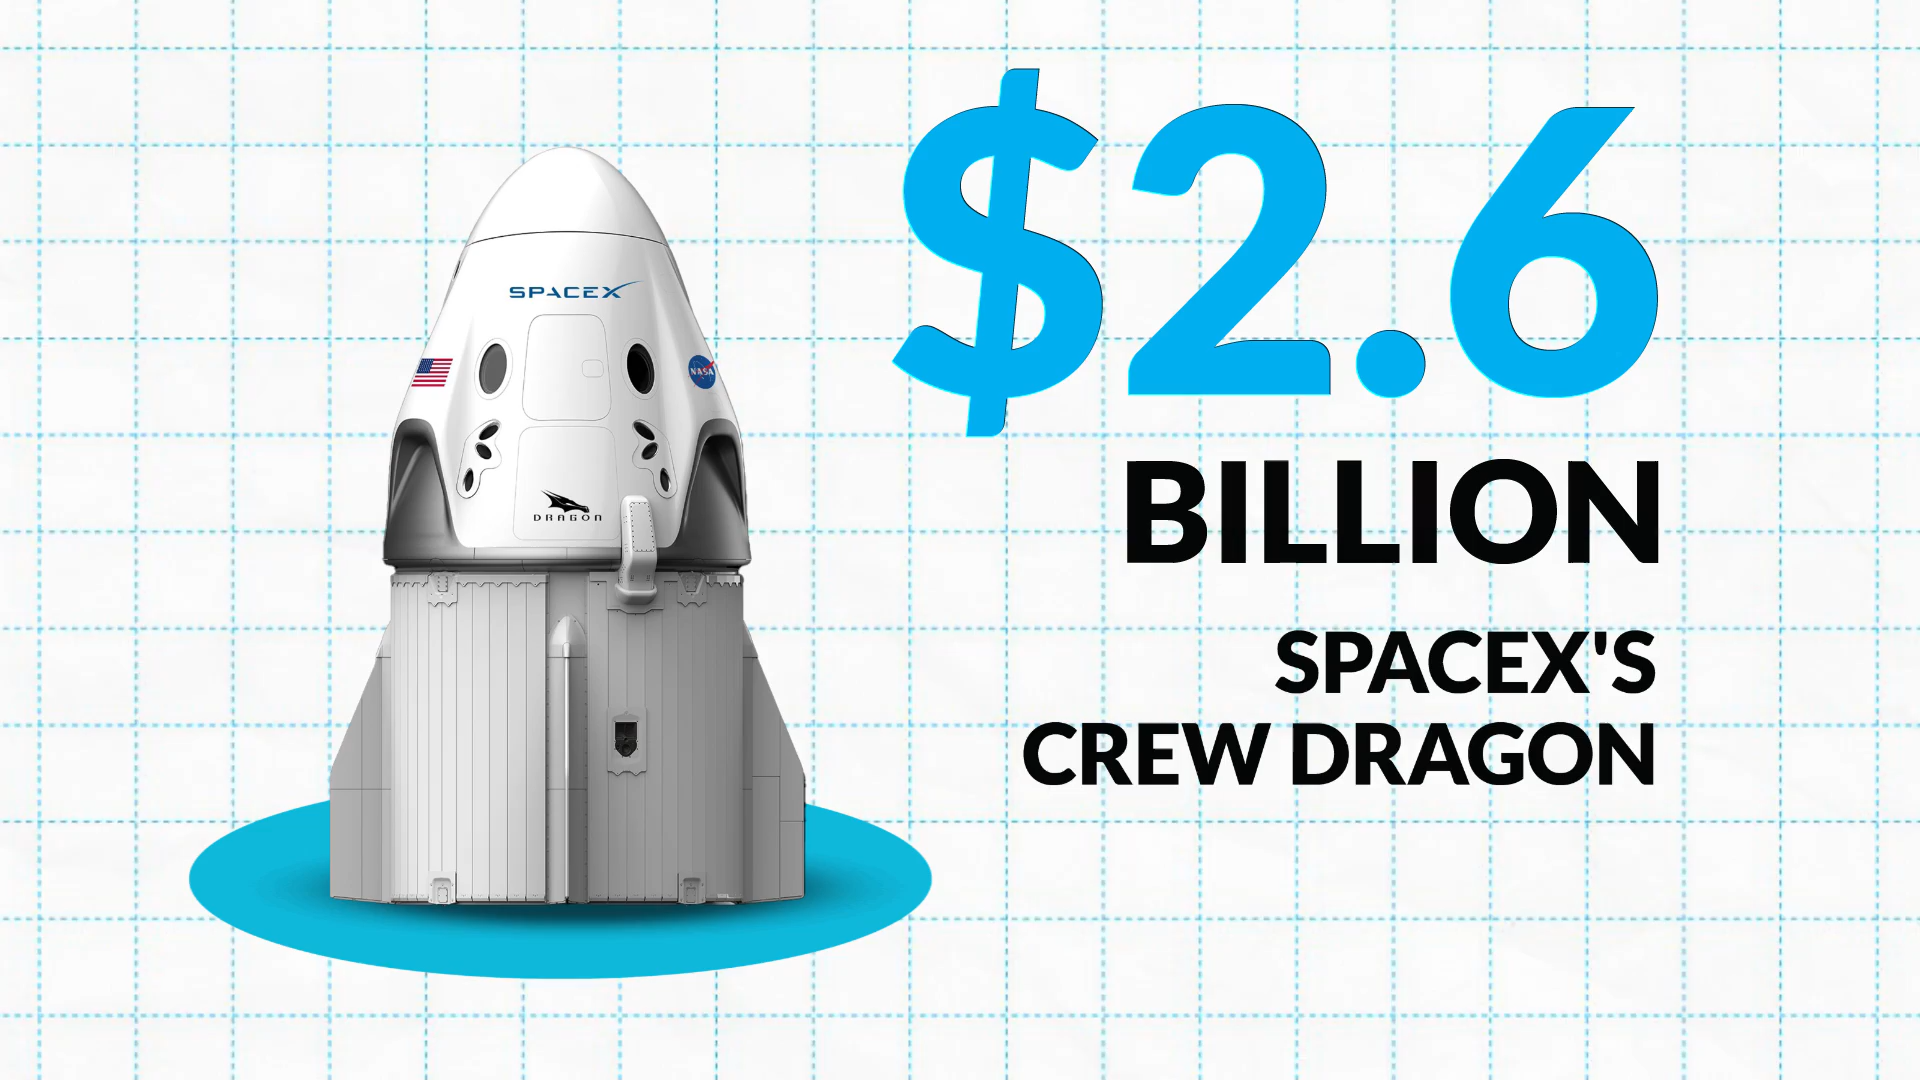 $2.6
BILLION
SPACEX'S
CREW DRAGON
SPACEX
NASA
DRAGON